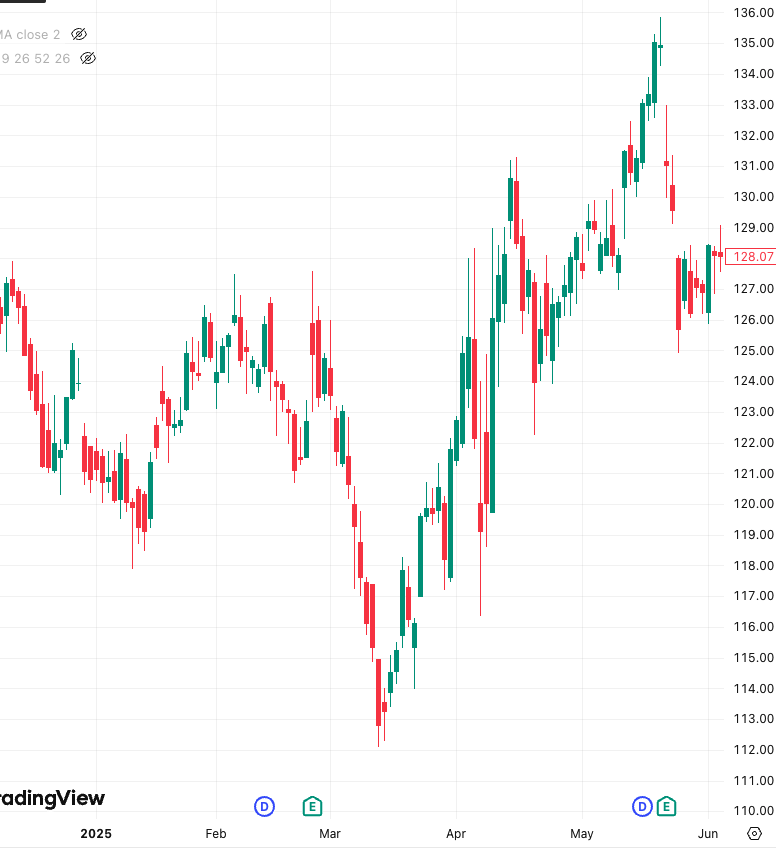 MA close 2
9 26 52 26
136.00
135.00
134.00
133.00
132.00
131.00
130.00
129.00
128.07
127.00
126.00
125.00
124.00
123.00
122.00
121.00
120.00
119.00
118.00
117.00
116.00
115.00
114.00
113.00
112.00
111.00
110.00
radingView
D
E
D
E
2025
Feb
Mar
Apr
May
Jun